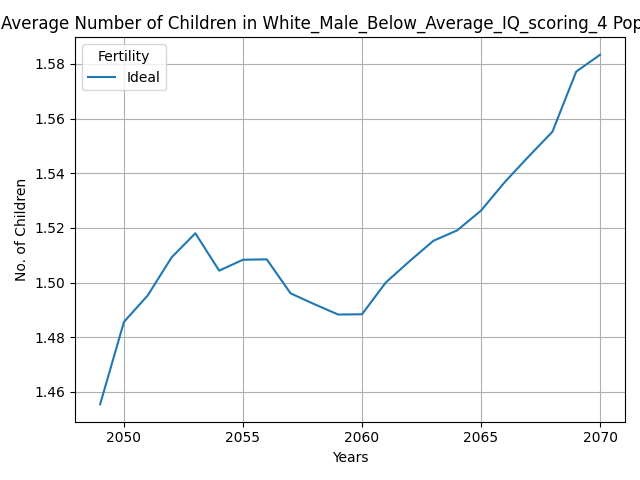 Average Number of Children in White_Male_Below_Average_IQ_scoring_4 Pop
Fertility
Ideal
1.58
1.56
1.54
1.52
1.50
1.48
1.46
No. of Children
2050 2055 2060 2065 2070
Years